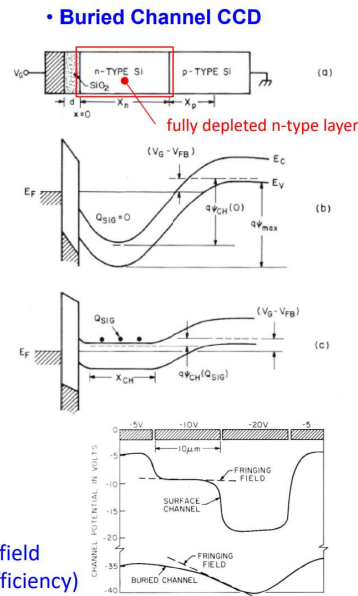 • Buried Channel CCD
V_G
n-TYPE Si
p-TYPE Si
(a)
SiO₂
d
X_n
X_p
x=0
fully depleted n-type layer
(V_G - V_FB)
E_C
E_V
E_F
Q_SIG = 0
qψ_CH(0)
qψ_max
(b)
Q_SIG
(V_G - V_FB)
E_F
(c)
X_CH
qψ_CH(Q_SIG)
-5V
-10V
-20V
-5
0
10μm
-5
FRINGING
FIELD
-10
SURFACE
CHANNEL
-15
-20
CHANNEL POTENTIAL IN VOLTS
field
FRINGING
FIELD
ficiency)
-35
BURIED CHANNEL
-40